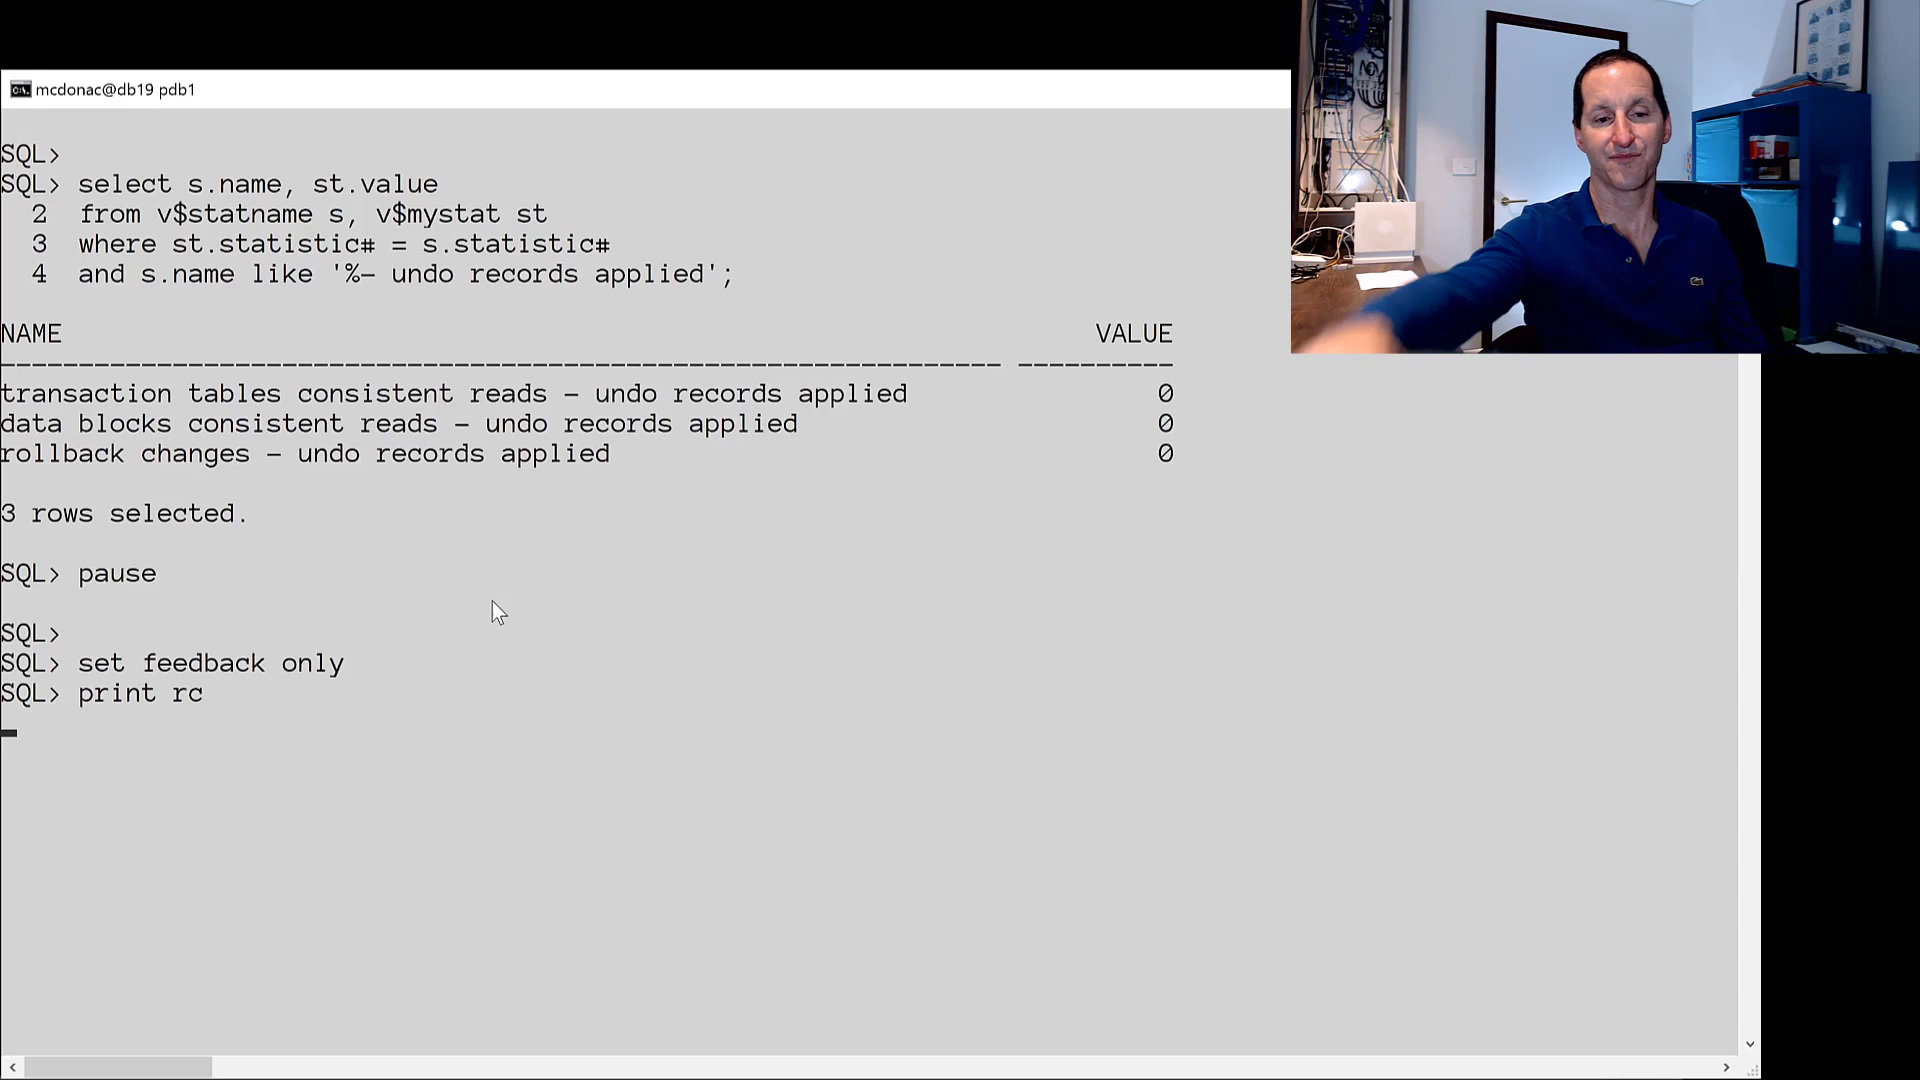 mcdonac@db19 pdb1
SQL>
SQL> select s.name, st.value
2 from v$statname s, v$mystat st
3 where st.statistic# = s.statistic#
4 and s.name like '%- undo records applied';
NAME VALUE
---------------------------------------------------------------- ----------
transaction tables consistent reads - undo records applied 0
data blocks consistent reads - undo records applied 0
rollback changes - undo records applied 0
3 rows selected.
SQL> pause
SQL>
SQL> set feedback only
SQL> print rc